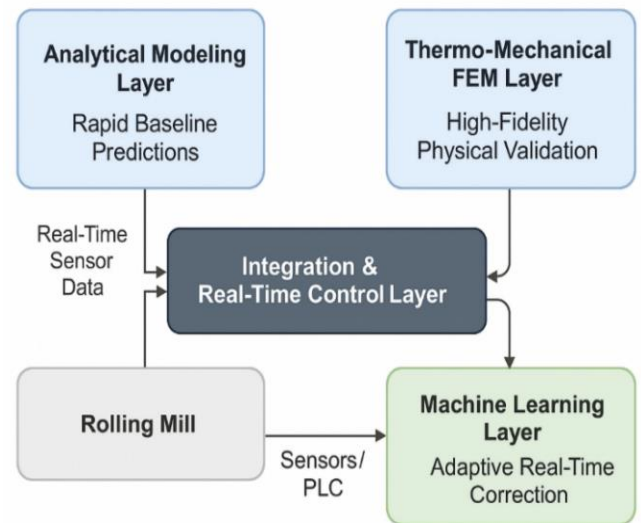 Analytical Modeling
Layer
Rapid Baseline
Predictions
Thermo-Mechanical
FEM Layer
High-Fidelity
Physical Validation
Real-Time
Sensor
Data
Integration &
Real-Time Control Layer
Rolling Mill
Sensors/
PLC
Machine Learning
Layer
Adaptive Real-Time
Correction